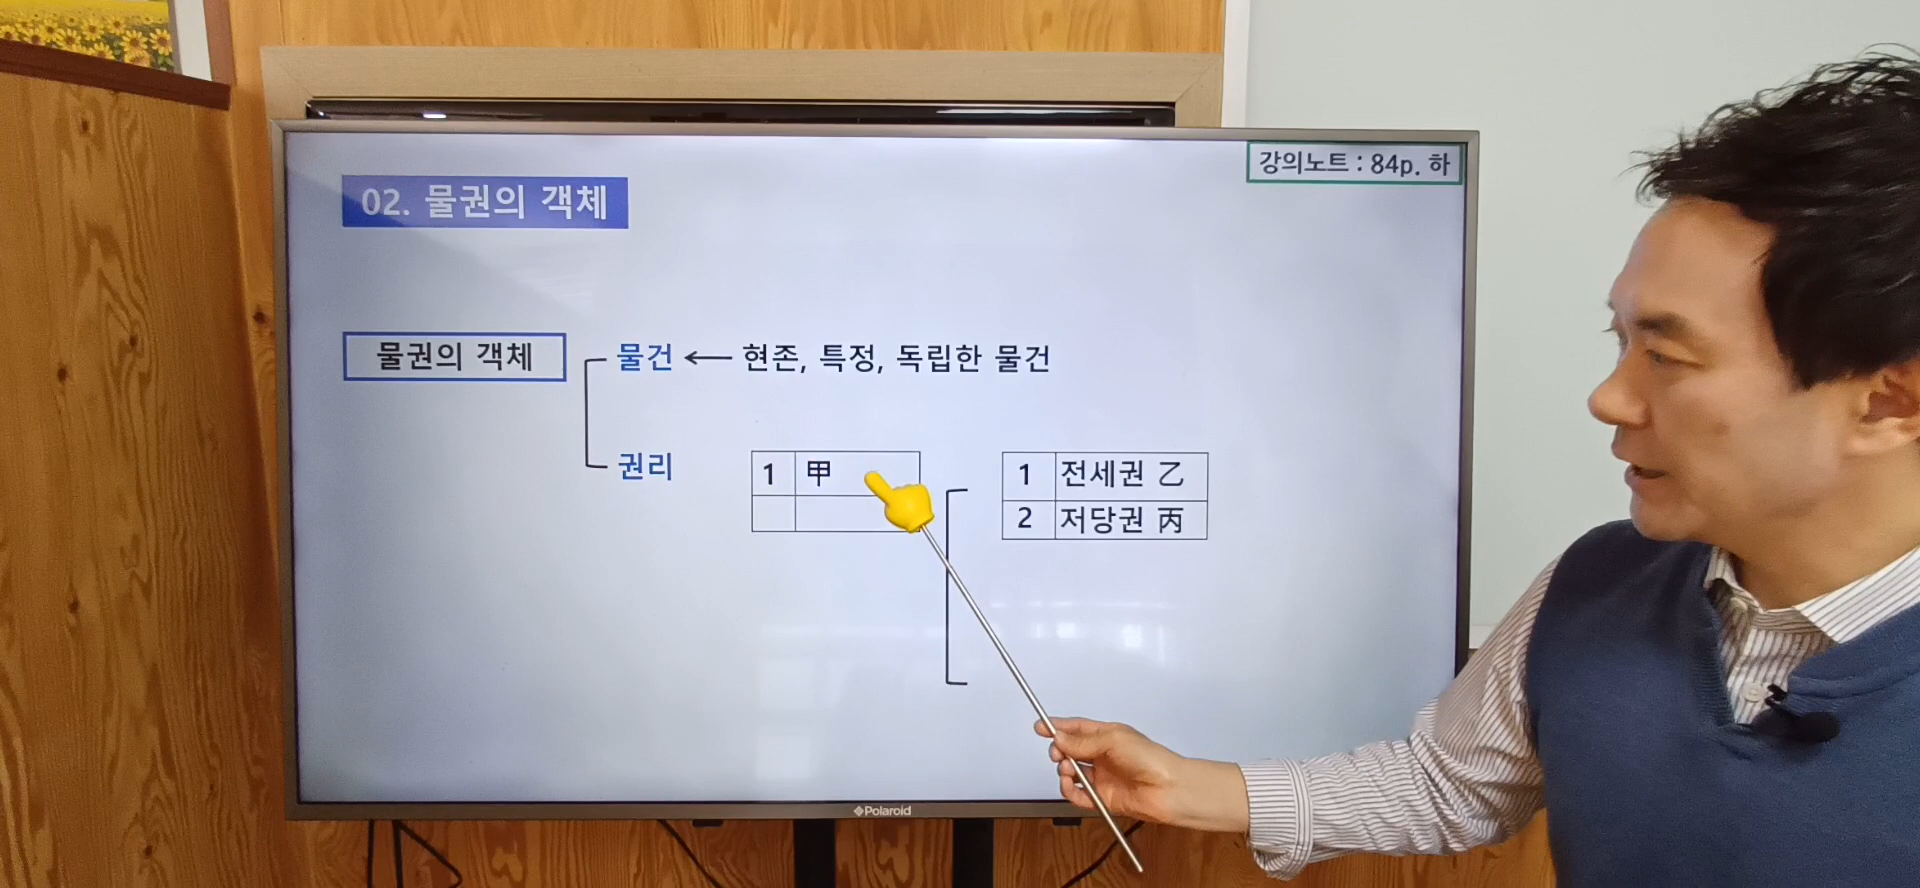 강의노트 : 84p. 하
02. 물권의 객체
물권의 객체
물건 ← 현존, 특정, 독립한 물건
권리
1 甲
1 전세권 乙
2 저당권 丙
Polaroid